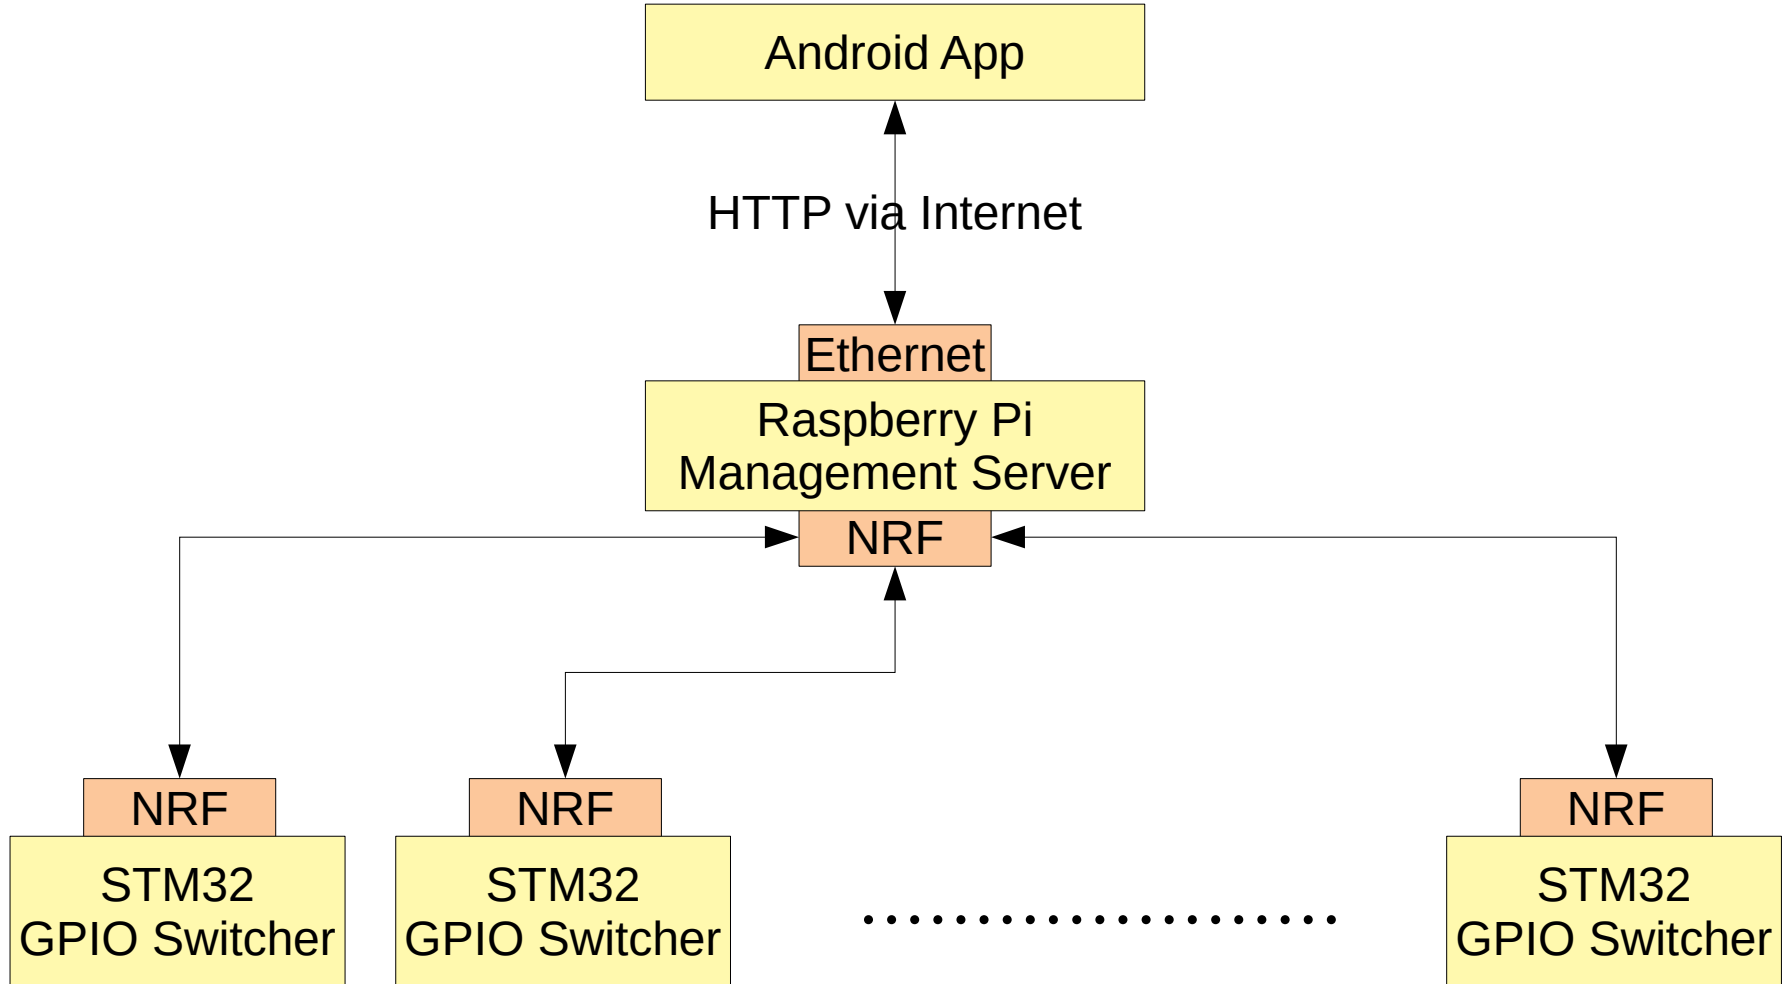 Android App
HTTP via Internet
Ethernet
Raspberry Pi
Management Server
NRF
NRF
NRF
NRF
STM32
GPIO Switcher
STM32
GPIO Switcher
STM32
GPIO Switcher